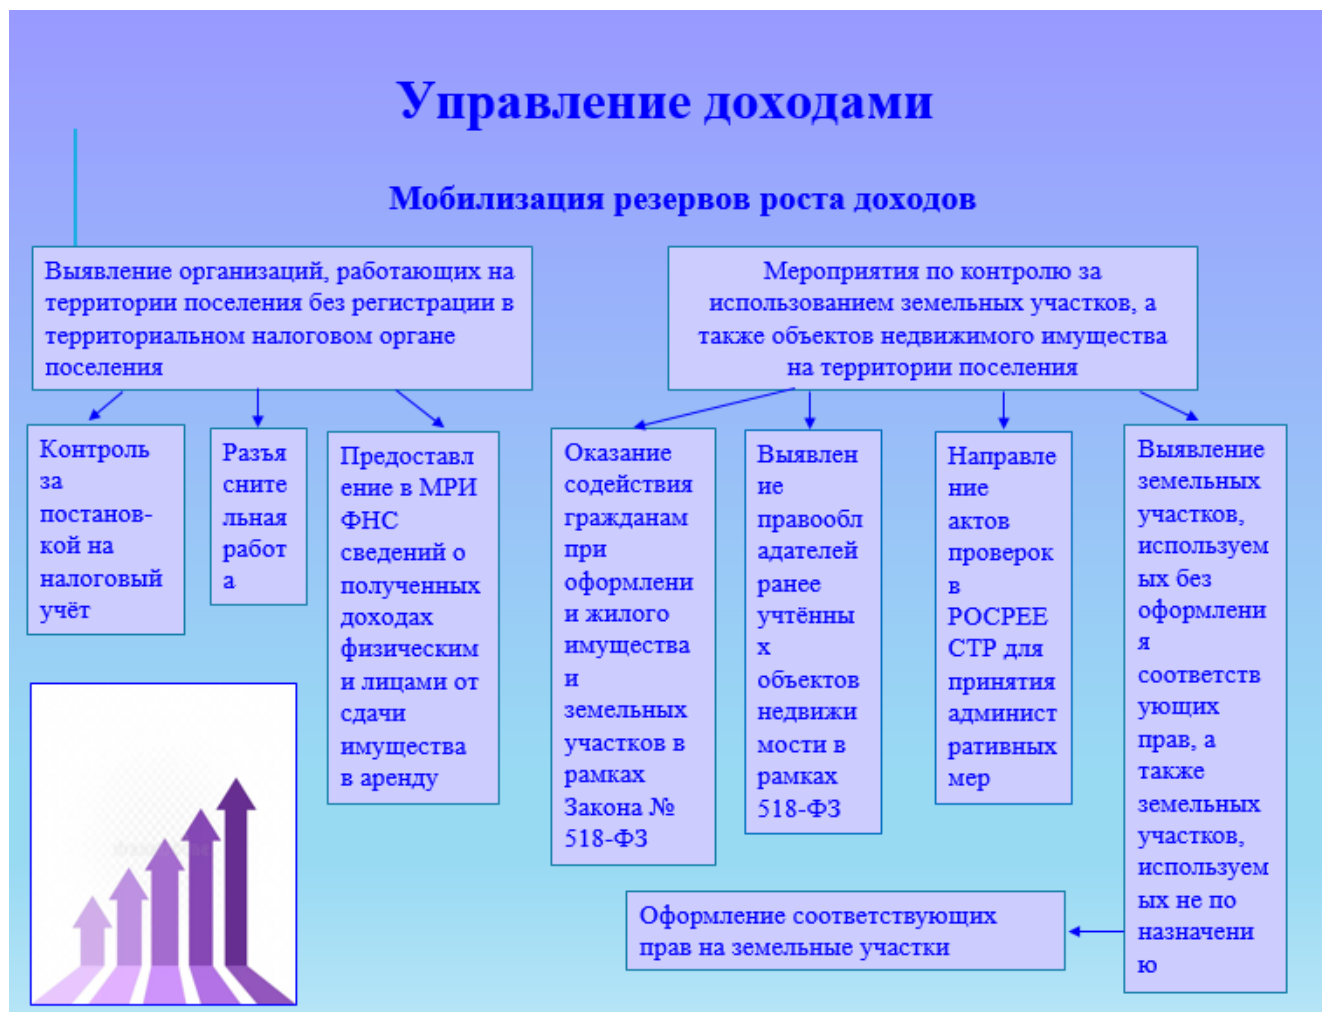 Управление доходами
Мобилизация резервов роста доходов
Выявление организаций, работающих на
территории поселения без регистрации в
территориальном налоговом органе
поселения
Мероприятия по контролю за
использованием земельных участков, а
также объектов недвижимого имущества
на территории поселения
Контроль
за
постанов-
кой на
налоговый
учёт
Разъя
сните
льная
работ
а
Предоставл
ение в МРИ
ФНС
сведений о
полученных
доходах
физическим
и лицами от
сдачи
имущества
в аренду
Оказание
содействия
гражданам
при
оформлени
и жилого
имущества
и
земельных
участков в
рамках
Закона №
518-ФЗ
Выявлен
ие
правообл
адателей
ранее
учтённы
х
объектов
недвижи
мости в
рамках
518-ФЗ
Направле
ние
актов
проверок
в
РОСРЕЕ
СТР для
принятия
админист
ративных
мер
Выявление
земельных
участков,
используем
ых без
оформлени
я
соответств
ующих
прав, а
также
земельных
участков,
используем
ых не по
назначени
ю
Оформление соответствующих
прав на земельные участки